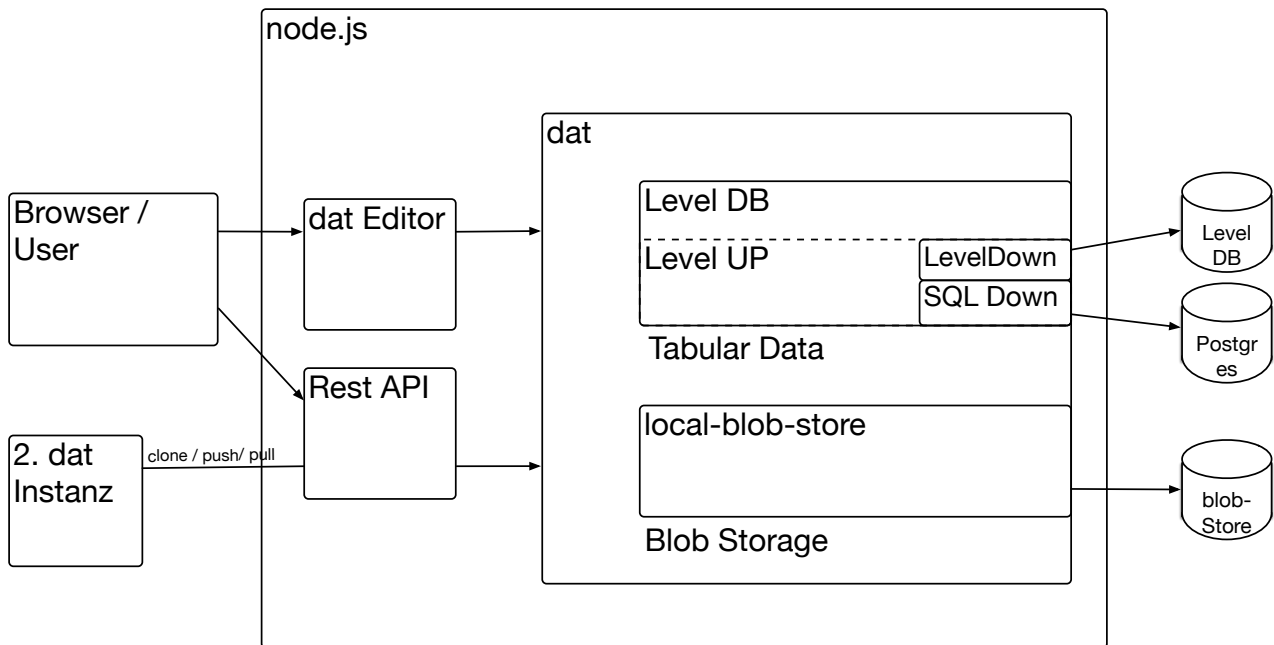 node.js
dat
Browser /
User
dat Editor
Level DB
Level UP
LevelDown
SQL Down
Tabular Data
Level
DB
Postgr
es
Rest API
local-blob-store
Blob Storage
2. dat
Instanz
clone / push/ pull
blob-
Store